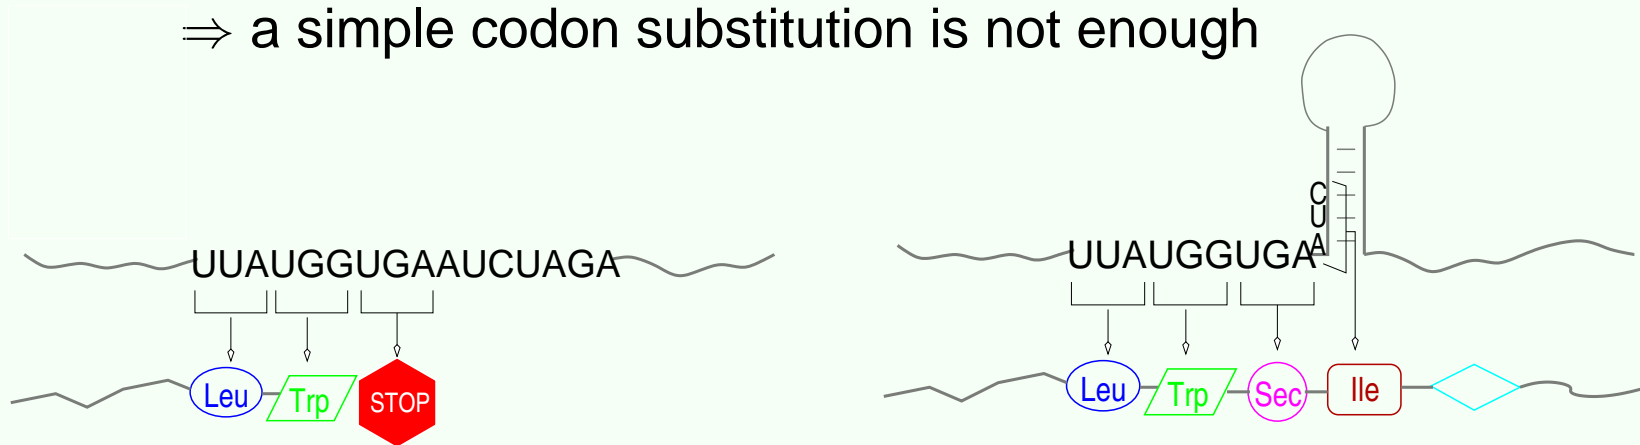 ⇒ a simple codon substitution is not enough
C
U
A
UUAUGGUGAAUCUAGA
UUAUGGUGA
Leu Trp STOP
Leu Trp Sec Ile